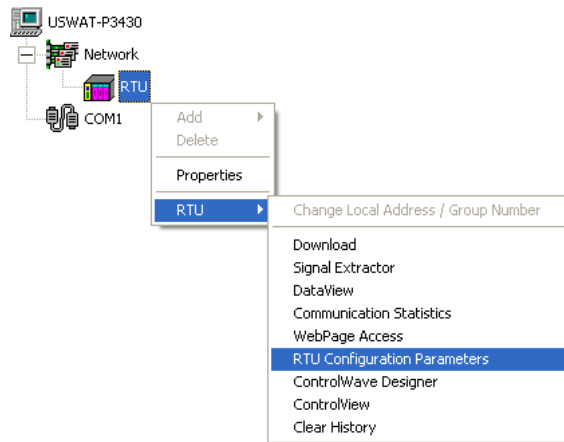 USWAT-P3430
Network
RTU
COM1
Add
Delete
Properties
RTU
Change Local Address / Group Number
Download
Signal Extractor
DataView
Communication Statistics
WebPage Access
RTU Configuration Parameters
ControlWave Designer
ControlView
Clear History